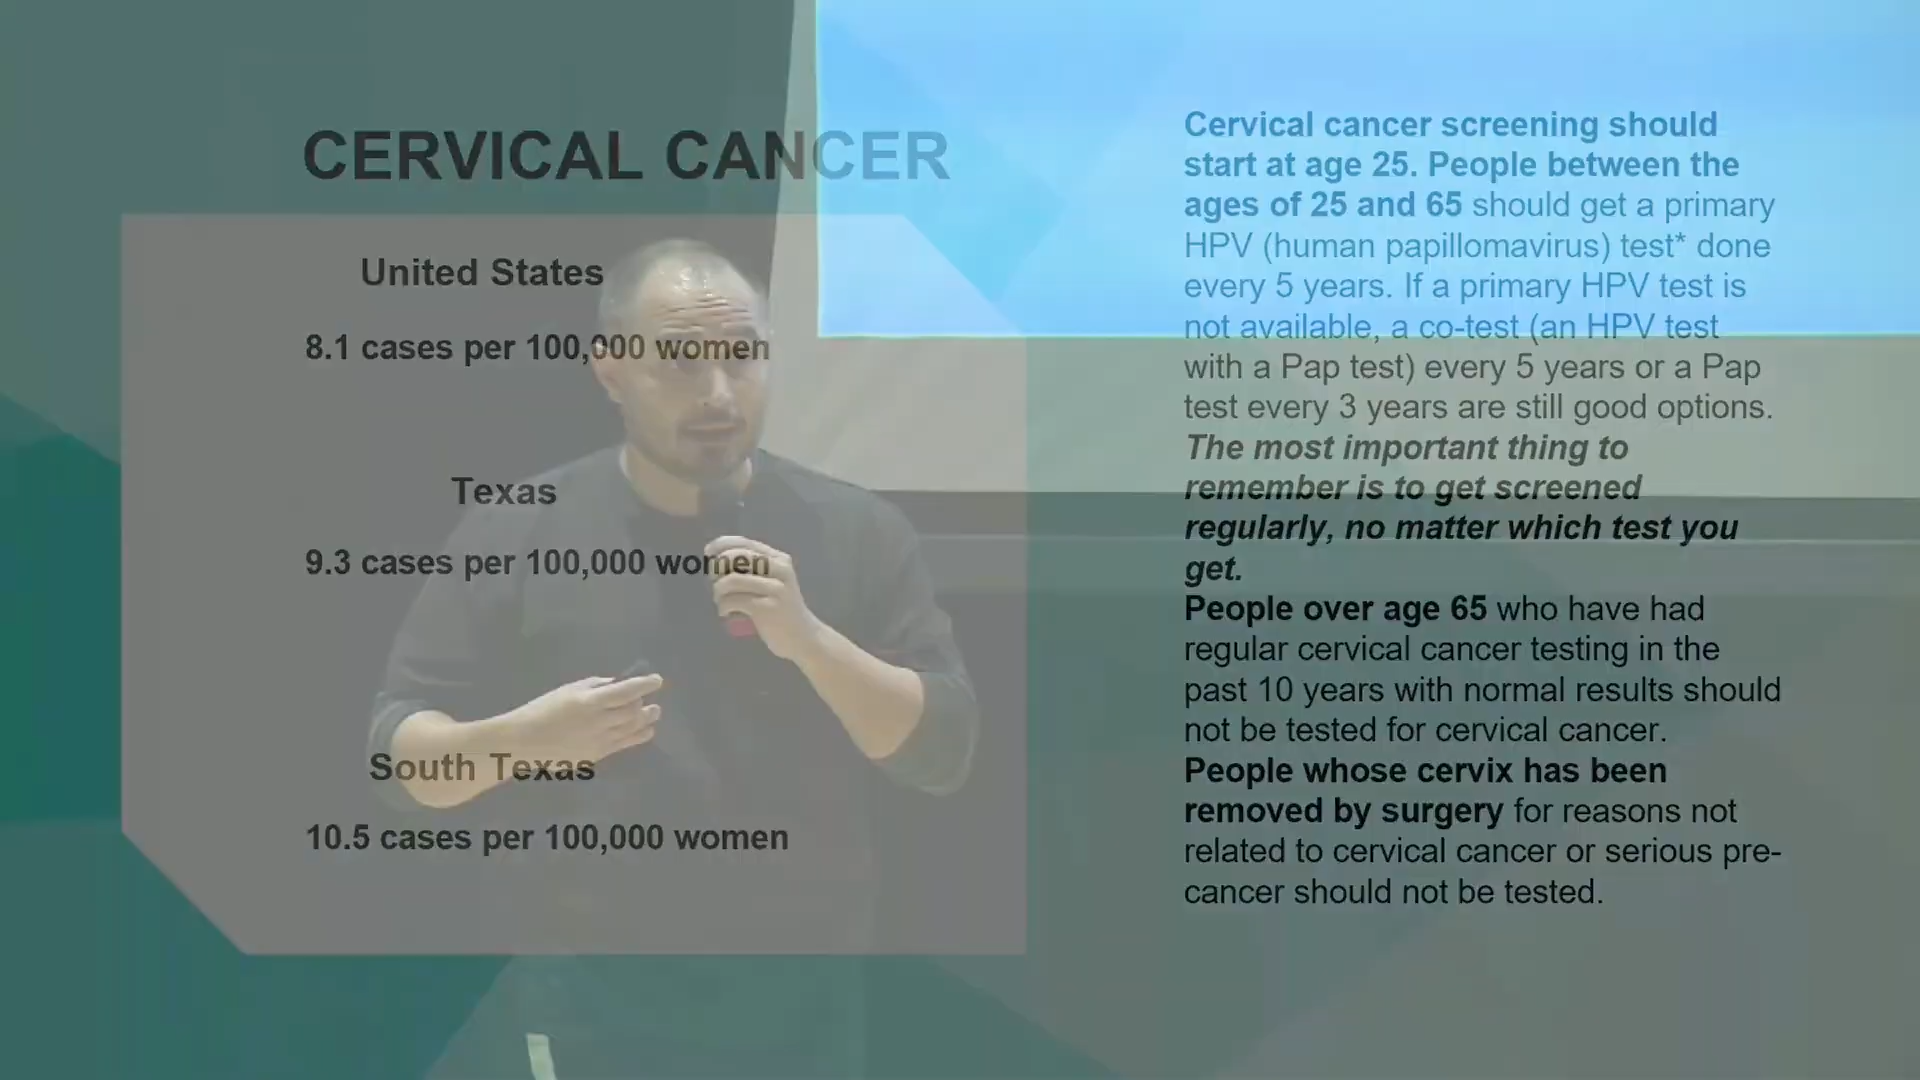 CERVICAL CANCER
United States
8.1 cases per 100,000 women
Texas
9.3 cases per 100,000 women
South Texas
10.5 cases per 100,000 women
Cervical cancer screening should
start at age 25. People between the
ages of 25 and 65 should get a primary
HPV (human papillomavirus) test* done
every 5 years. If a primary HPV test is
not available, a co-test (an HPV test
with a Pap test) every 5 years or a Pap
test every 3 years are still good options.
The most important thing to
remember is to get screened
regularly, no matter which test you
get.
People over age 65 who have had
regular cervical cancer testing in the
past 10 years with normal results should
not be tested for cervical cancer.
People whose cervix has been
removed by surgery for reasons not
related to cervical cancer or serious pre-
cancer should not be tested.